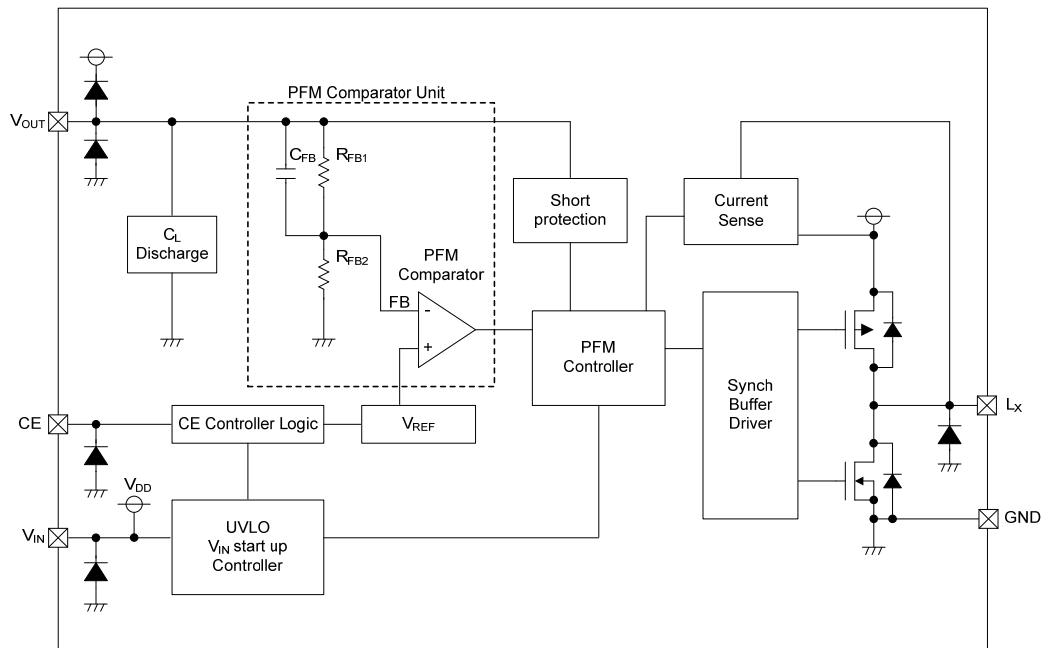 PFM Comparator Unit
VOUT
CFB
RFB1
Short
protection
Current
Sense
CL
Discharge
RFB2
PFM
Comparator
FB
-
+
PFM
Controller
Synch
Buffer
Driver
CE
CE Controller Logic
VREF
LX
VDD
VIN
UVLO
VIN start up
Controller
GND